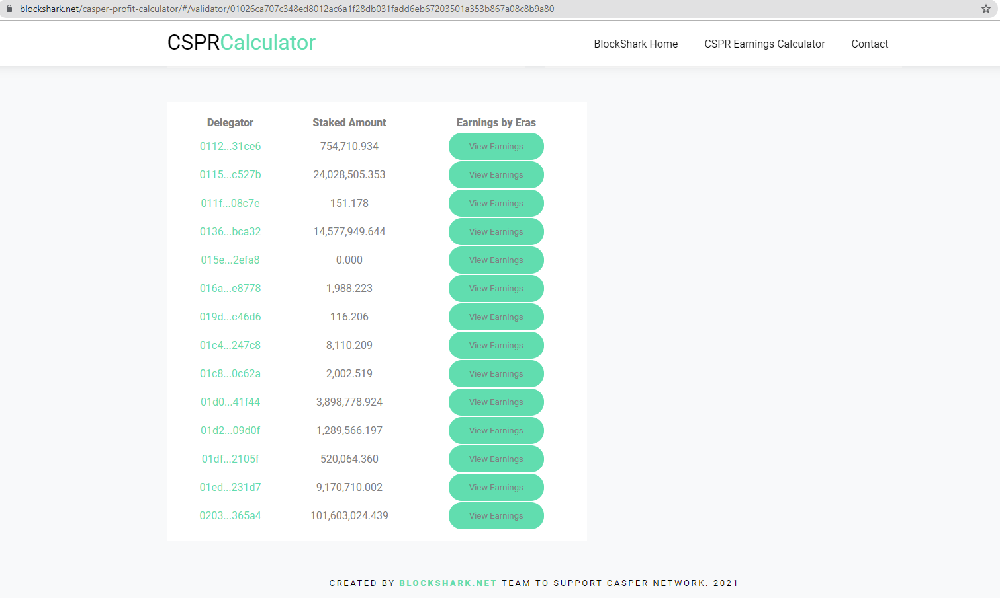 blockshark.net/casper-profit-calculator/#/validator/01026ca707c348ed8012ac6a1f28db031fadd6eb67203501a353b867a08c8b9a80
CSPRCalculator BlockShark Home CSPR Earnings Calculator Contact
Delegator Staked Amount Earnings by Eras
0112...31ce6 754,710.934 View Earnings
0115...c527b 24,028,505.353 View Earnings
011f...08c7e 151.178 View Earnings
0136...bca32 14,577,949.644 View Earnings
015e...2efa8 0.000 View Earnings
016a...e8778 1,988.223 View Earnings
019d...c46d6 116.206 View Earnings
01c4...247c8 8,110.209 View Earnings
01c8...0c62a 2,002.519 View Earnings
01d0...41f44 3,898,778.924 View Earnings
01d2...09d0f 1,289,566.197 View Earnings
01df...2105f 520,064.360 View Earnings
01ed...231d7 9,170,710.002 View Earnings
0203...365a4 101,603,024.439 View Earnings
CREATED BY BLOCKSHARK.NET TEAM TO SUPPORT CASPER NETWORK. 2021